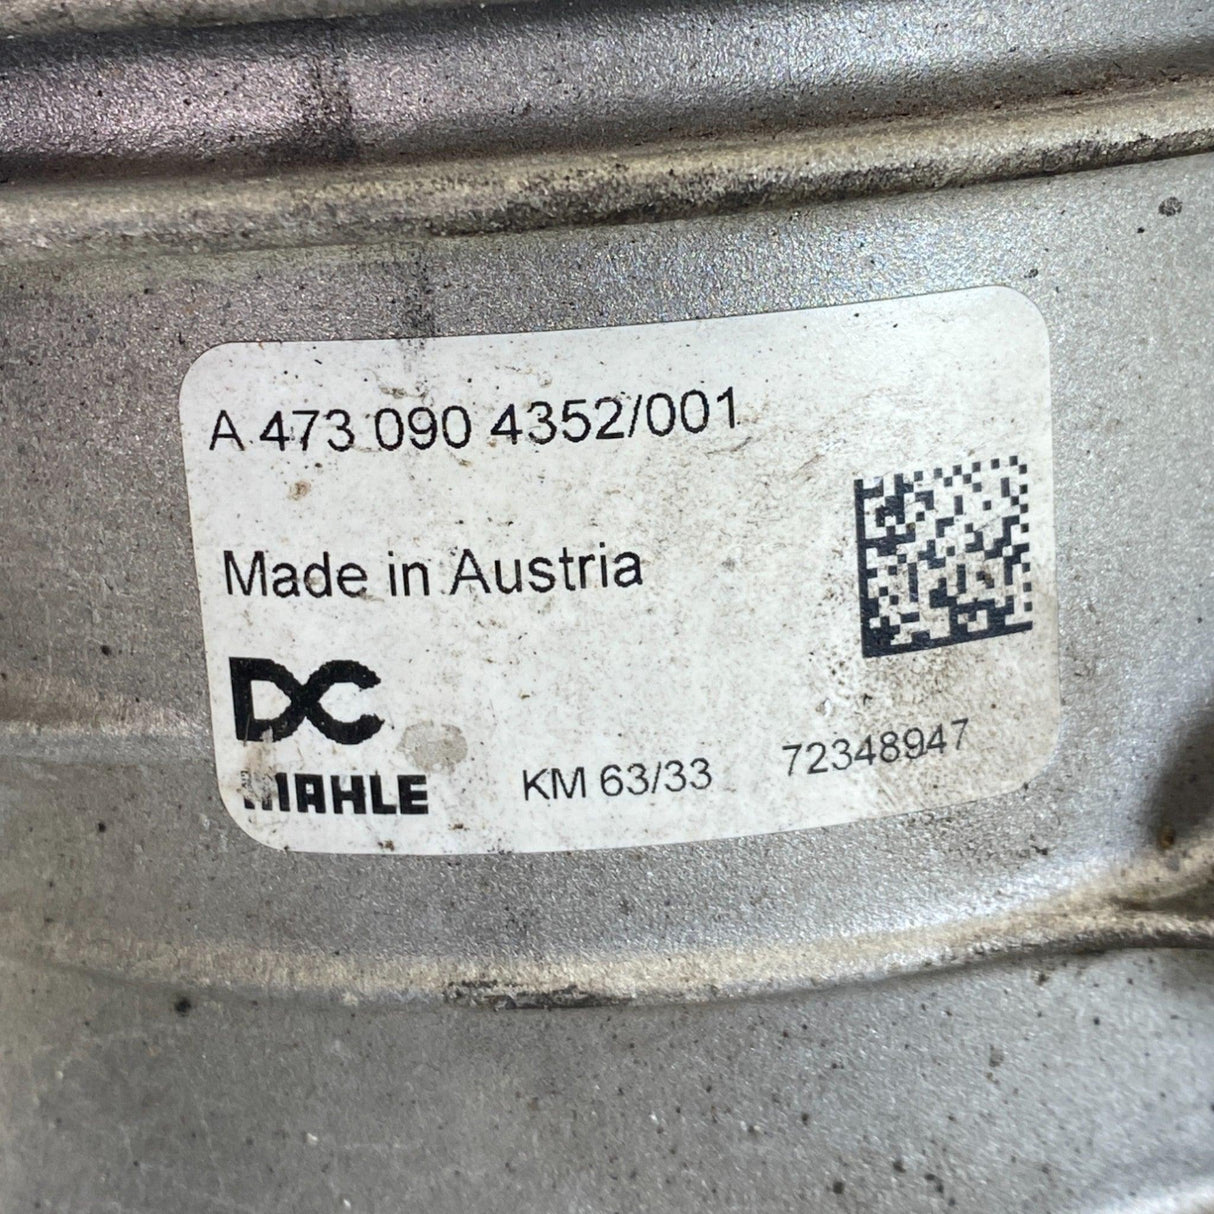 A 473 090 4352/001
Made in Austria
DC
MAHLE
KM 63/33
72348947